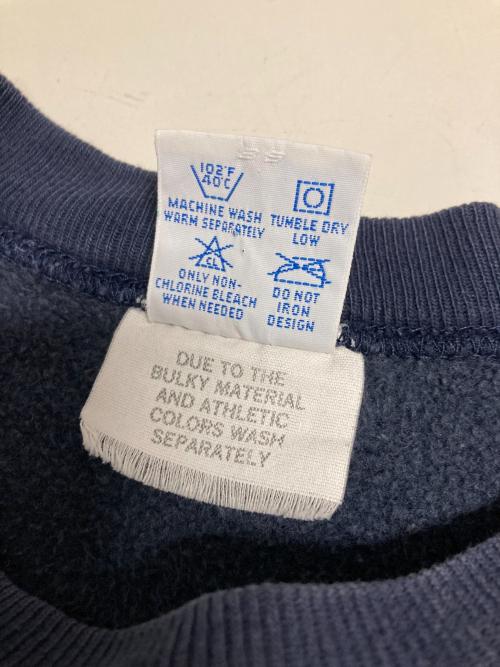 102°F
40°C
MACHINE WASH
WARM SEPARATELY
TUMBLE DRY
LOW
CL
ONLY NON-
CHLORINE BLEACH
WHEN NEEDED
DO NOT
IRON
DESIGN
DUE TO THE
BULKY MATERIAL
AND ATHLETIC
COLORS WASH
SEPARATELY